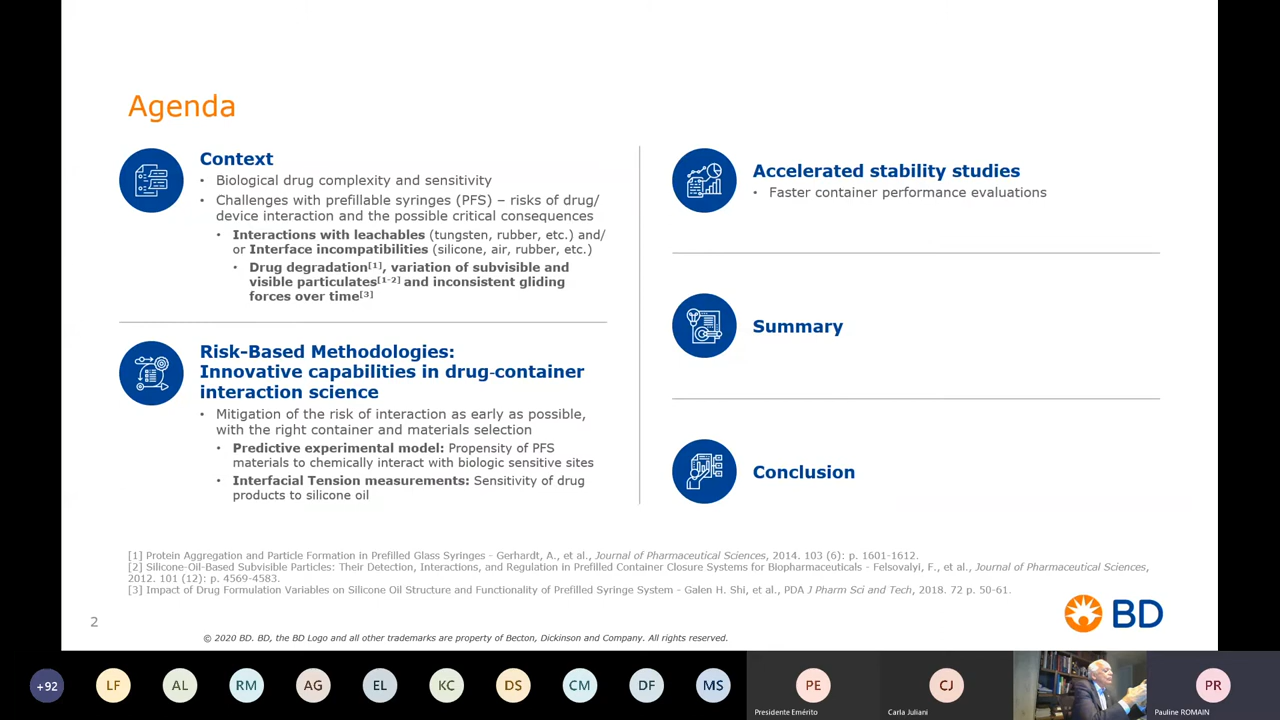 Agenda
Context
• Biological drug complexity and sensitivity
• Challenges with prefillable syringes (PFS) – risks of drug/
device interaction and the possible critical consequences
• Interactions with leachables (tungsten, rubber, etc.) and/
or Interface incompatibilities (silicone, air, rubber, etc.)
• Drug degradation[1], variation of subvisible and
visible particulates[1-2] and inconsistent gliding
forces over time[3]
Risk-Based Methodologies:
Innovative capabilities in drug-container
interaction science
• Mitigation of the risk of interaction as early as possible,
with the right container and materials selection
• Predictive experimental model: Propensity of PFS
materials to chemically interact with biologic sensitive sites
• Interfacial Tension measurements: Sensitivity of drug
products to silicone oil
Accelerated stability studies
• Faster container performance evaluations
Summary
Conclusion
[1] Protein Aggregation and Particle Formation in Prefilled Glass Syringes - Gerhardt, A., et al., Journal of Pharmaceutical Sciences, 2014. 103 (6): p. 1601-1612.
[2] Silicone-Oil-Based Subvisible Particles: Their Detection, Interactions, and Regulation in Prefilled Container Closure Systems for Biopharmaceuticals - Felsovalyi, F., et al., Journal of Pharmaceutical Sciences,
2012. 101 (12): p. 4569-4583.
[3] Impact of Drug Formulation Variables on Silicone Oil Structure and Functionality of Prefilled Syringe System - Galen H. Shi, et al., PDA J Pharm Sci and Tech, 2018. 72 p. 50-61.
BD
2
© 2020 BD. BD, the BD Logo and all other trademarks are property of Becton, Dickinson and Company. All rights reserved.
+92 LF AL RM AG EL KC DS CM DF MS PE CJ PR
Presidente Emérito Carla Juliani Pauline ROMAIN